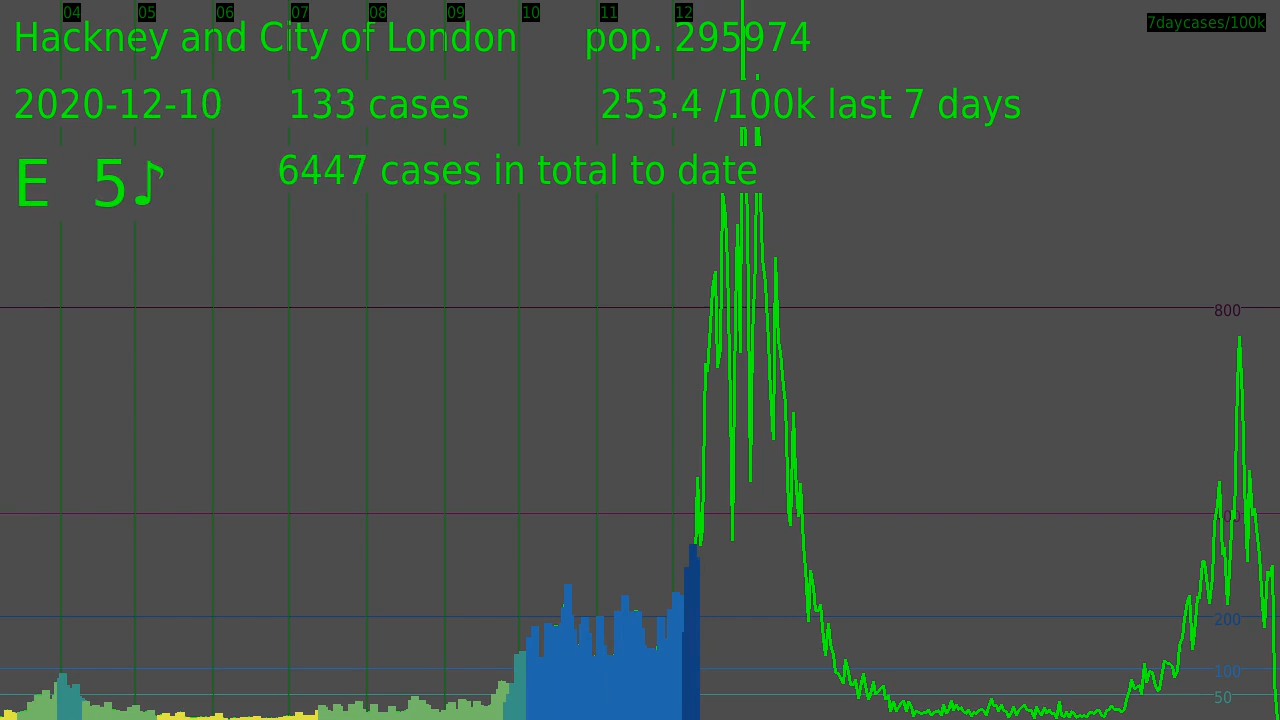 04 05 06 07 08 09 10 11 12
7daycases/100k
Hackney and City of London pop. 295974
2020-12-10 133 cases 253.4 /100k last 7 days
E 5♪ 6447 cases in total to date
800
200
100
50